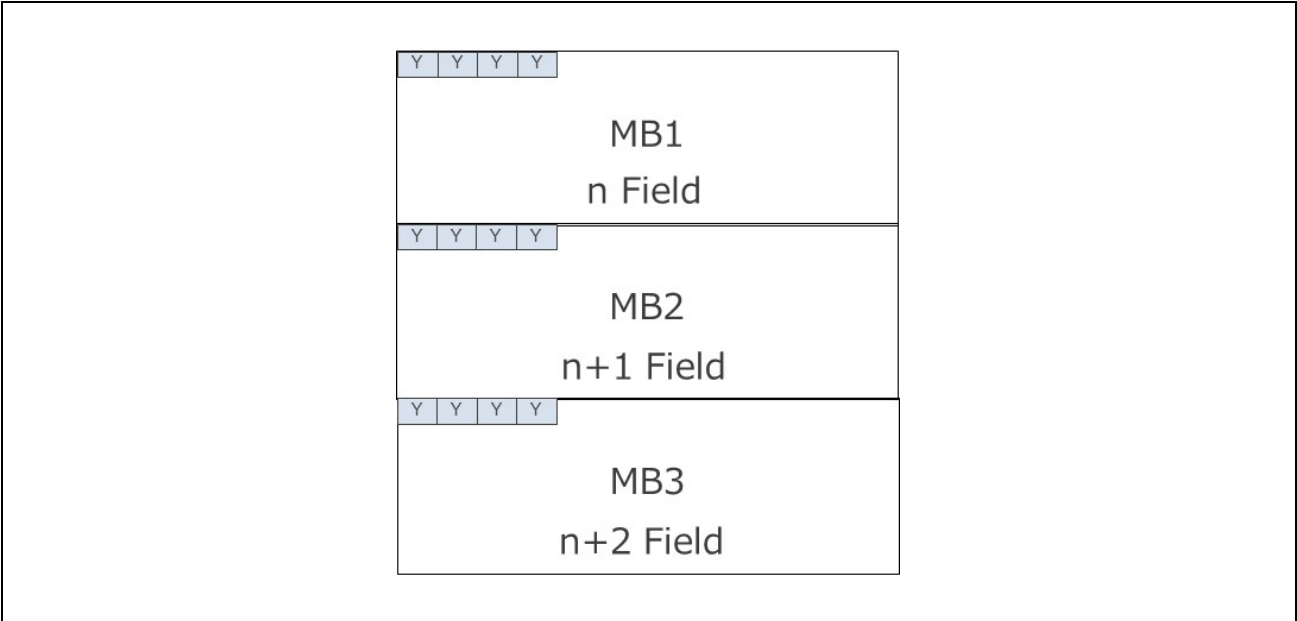 Y Y Y Y
MB1
n Field
Y Y Y Y
MB2
n+1 Field
Y Y Y Y
MB3
n+2 Field